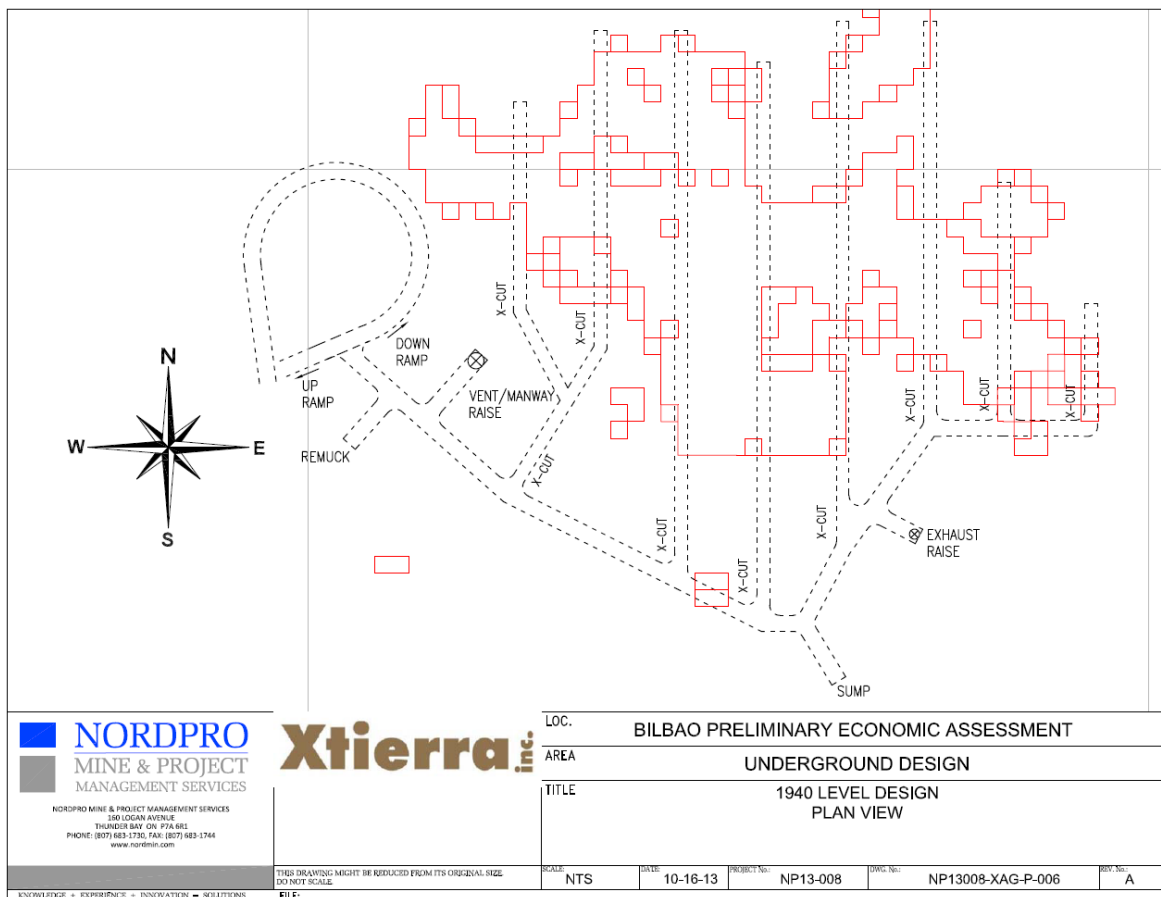 X-CUT
X-CUT
DOWN
RAMP
N
UP
RAMP
VENT/MANWAY
RAISE
W
E
REMUCK
X-CUT
X-CUT
X-CUT
X-CUT
S
X-CUT
X-CUT
X-CUT
EXHAUST
RAISE
X-CUT
SUMP
NORDPRO
MINE & PROJECT
MANAGEMENT SERVICES
NORDPRO MINE & PROJECT MANAGEMENT SERVICES
160 LOGAN AVENUE
THUNDER BAY ON P7A 6R1
PHONE: (807) 683-1730, FAX: (807) 683-1744
www.nordmin.com
KNOWLEDGE + EXPERIENCE + INNOVATION = SOLUTIONS
Xtierra inc.
THIS DRAWING MIGHT BE REDUCED FROM ITS ORIGINAL SIZE.
DO NOT SCALE
FILE:
LOC.
BILBAO PRELIMINARY ECONOMIC ASSESSMENT
AREA
UNDERGROUND DESIGN
TITLE
1940 LEVEL DESIGN
PLAN VIEW
SCALE:
NTS
DATE:
10-16-13
PROJECT No.:
NP13-008
DWG. No.:
NP13008-XAG-P-006
REV. No.:
A